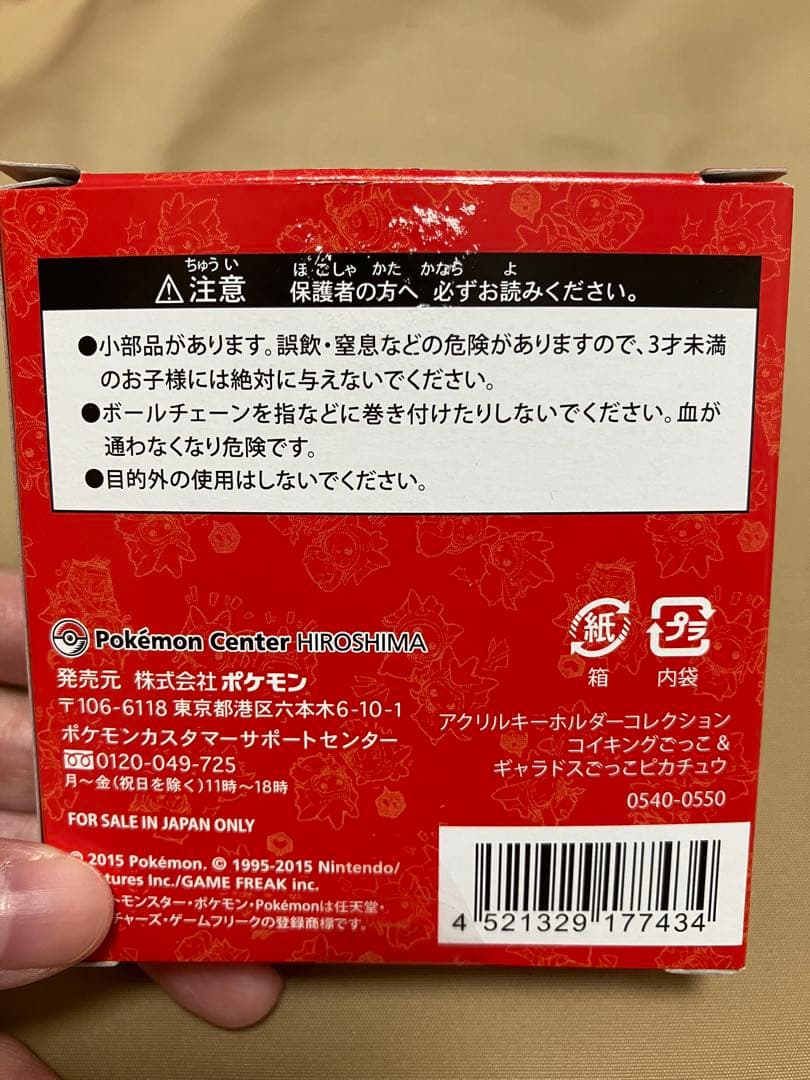 ちゅうい ほごしゃ かた かなら よ
⚠注意 保護者の方へ 必ずお読みください。
●小部品があります。誤飲・窒息などの危険がありますので、3才未満
のお子様には絶対に与えないでください。
●ボールチェーンを指などに巻き付けたりしないでください。血が
通わなくなり危険です。
●目的外の使用はしないでください。
Pokémon Center HIROSHIMA
発売元 株式会社ポケモン
〒106-6118 東京都港区六本木6-10-1
ポケモンカスタマーサポートセンター
0120-049-725
月〜金(祝日を除く)11時〜18時
FOR SALE IN JAPAN ONLY
© 2015 Pokémon. © 1995-2015 Nintendo/
tures Inc./GAME FREAK inc.
トモンスター・ポケモン・Pokémonは任天堂・
チャーズ・ゲームフリークの登録商標です。
紙
箱
プラ
内袋
アクリルキーホルダーコレクション
コイキングごっこ&
ギャラドスごっこピカチュウ
0540-0550
4 521329 177434